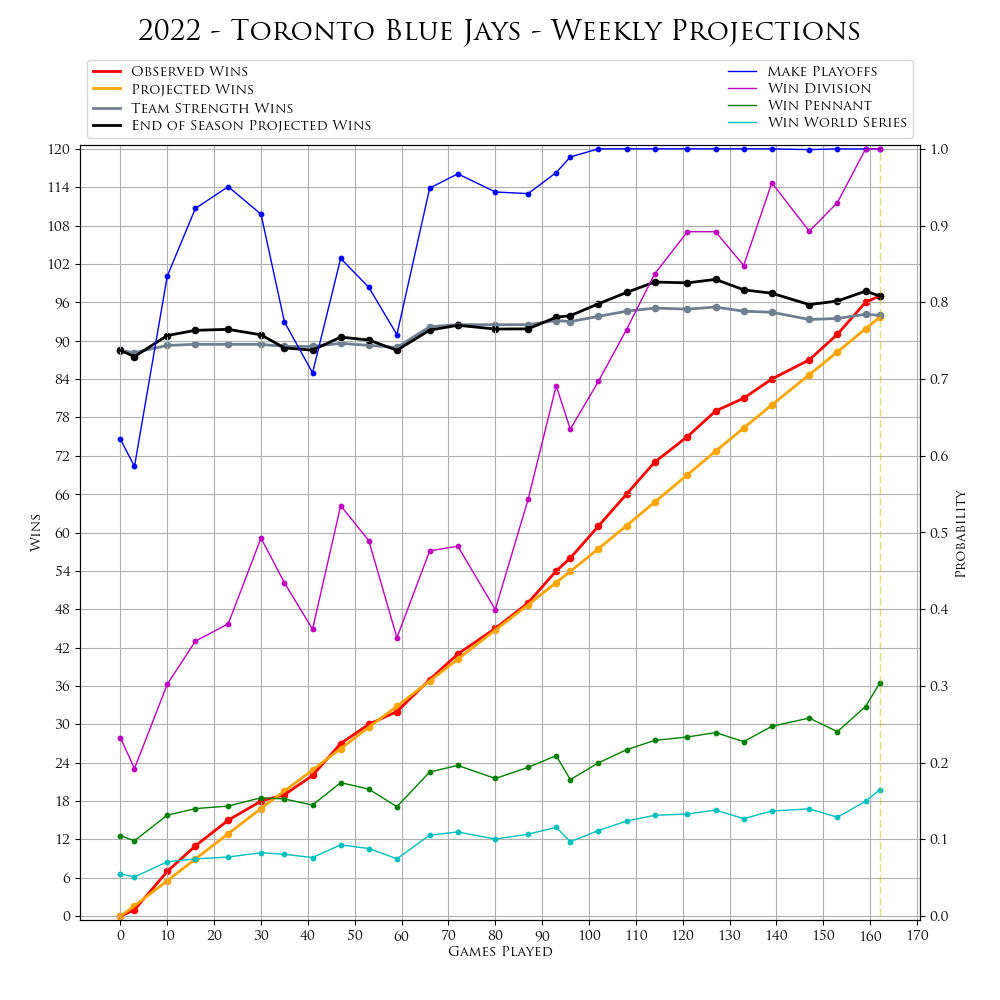 2022 - Toronto Blue Jays - Weekly Projections
Observed Wins
Projected Wins
Team Strength Wins
End of Season Projected Wins
Make Playoffs
Win Division
Win Pennant
Win World Series
120
114
108
102
96
90
84
78
72
66
60
54
48
42
36
30
24
18
12
6
0
Wins
1.0
0.9
0.8
0.7
0.6
0.5
0.4
0.3
0.2
0.1
0.0
Probability
0 10 20 30 40 50 60 70 80 90 100 110 120 130 140 150 160 170
Games Played